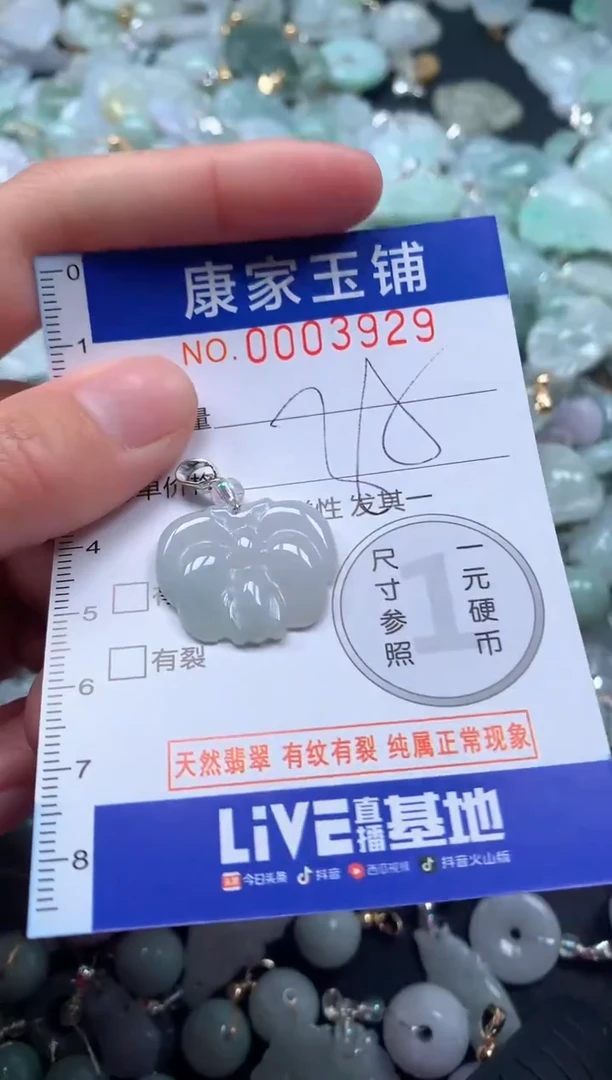 0
康家玉铺
NO.0003929
1
量
单价
性 发其一
4
一元硬币
尺寸参照
1
5
有裂
6
天然翡翠 有纹有裂 纯属正常现象
7
LiVE直播基地
8
今日头条 抖音 西瓜视频 抖音火山版